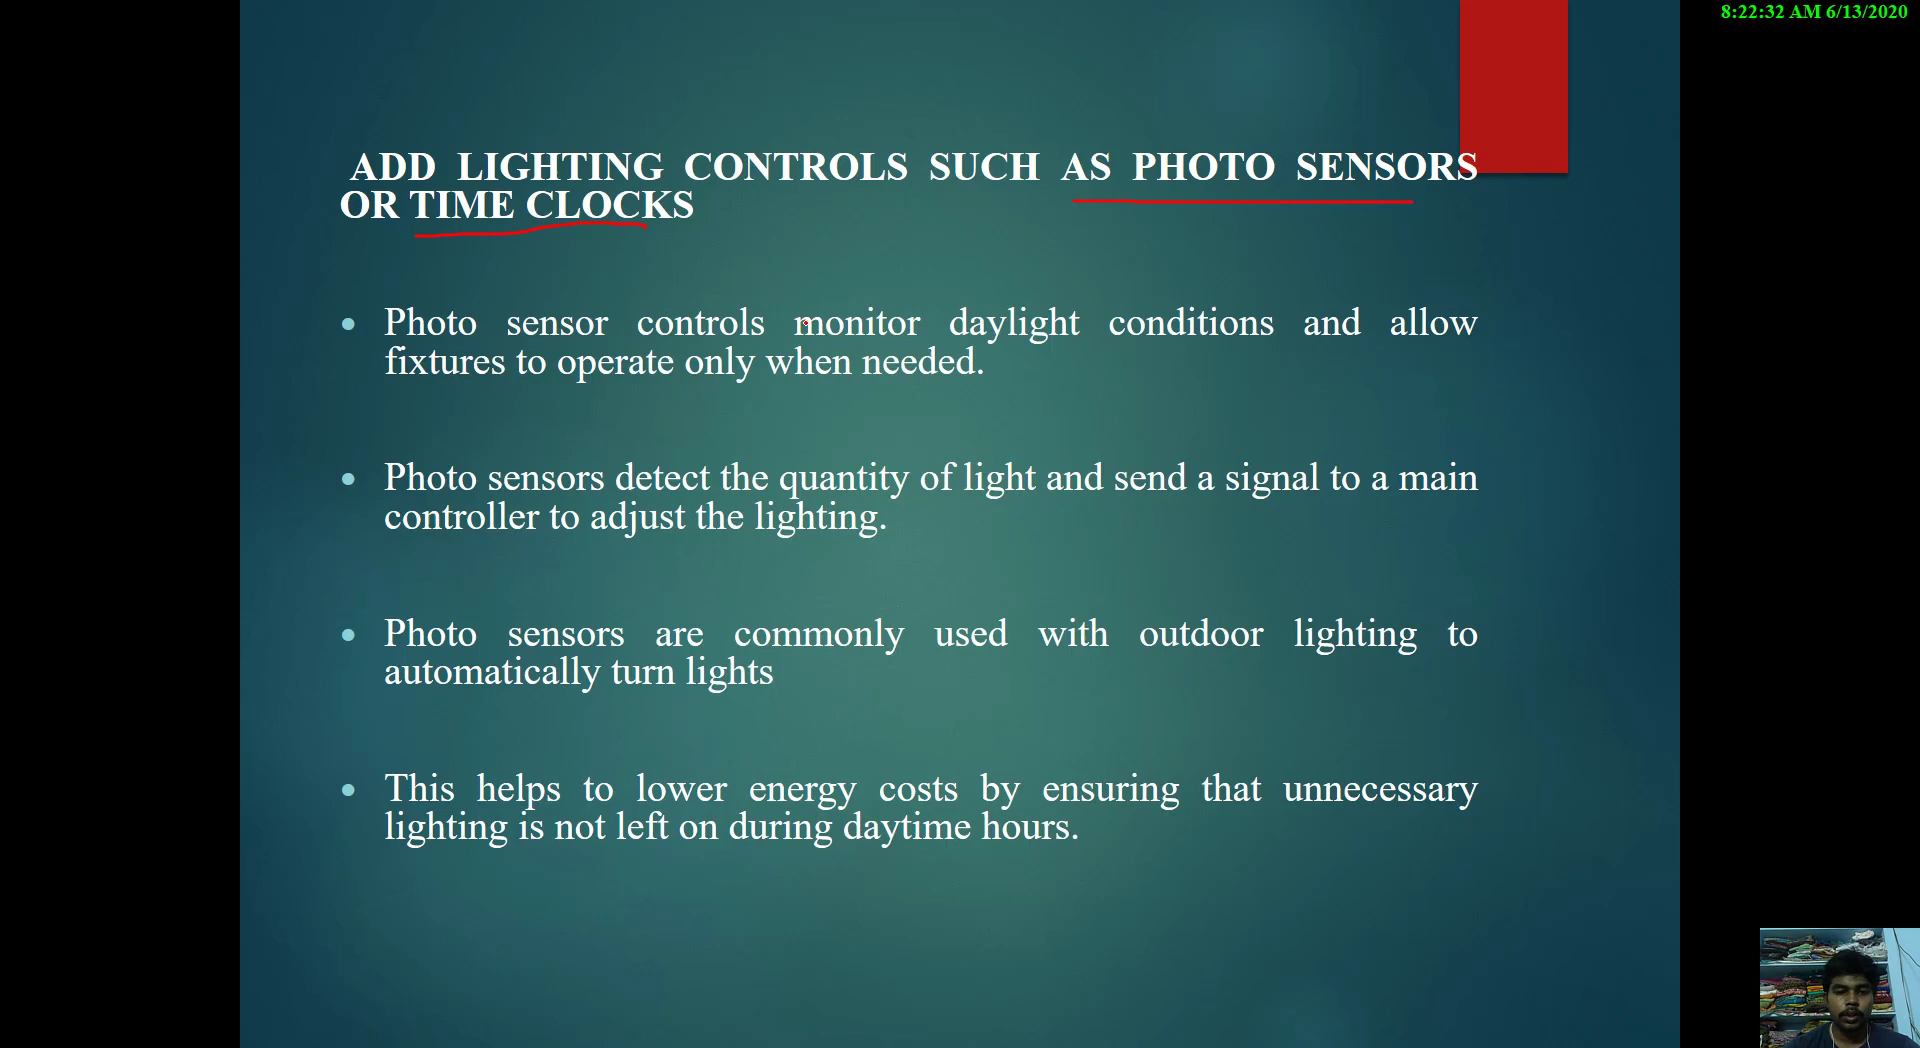 8:22:32 AM 6/13/2020
ADD LIGHTING CONTROLS SUCH AS PHOTO SENSORS
OR TIME CLOCKS
Photo sensor controls monitor daylight conditions and allow
fixtures to operate only when needed.
Photo sensors detect the quantity of light and send a signal to a main
controller to adjust the lighting.
Photo sensors are commonly used with outdoor lighting to
automatically turn lights
This helps to lower energy costs by ensuring that unnecessary
lighting is not left on during daytime hours.